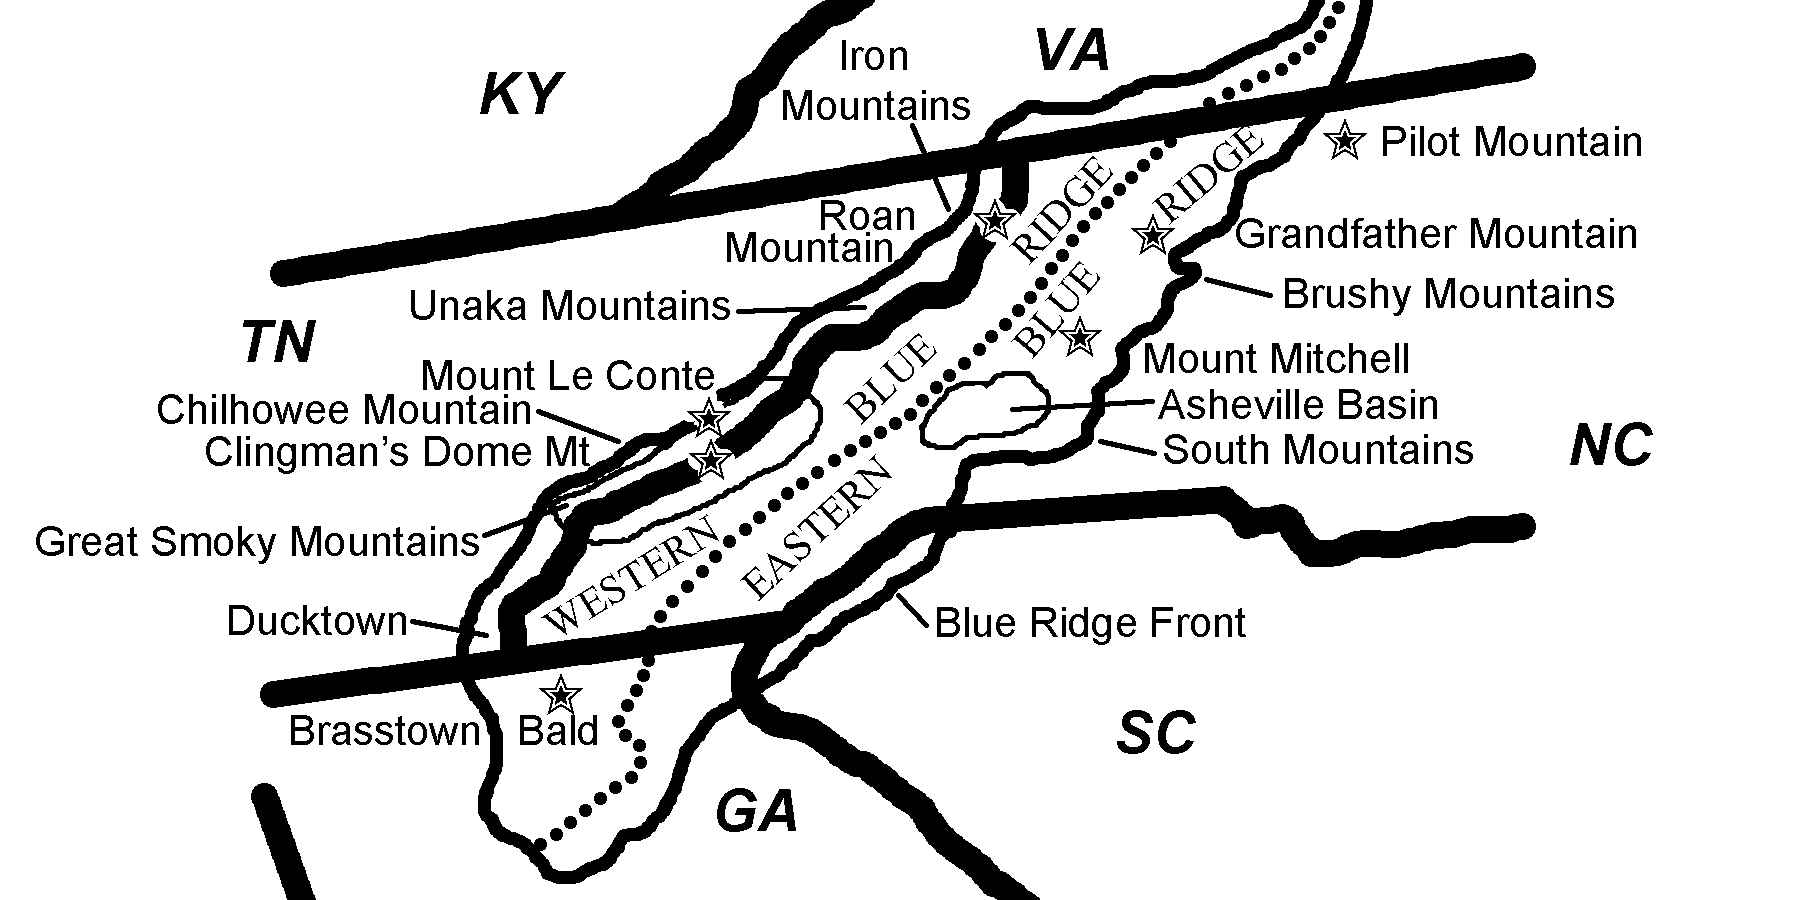 VA
Iron
Mountains
KY
Pilot Mountain
RIDGE
RIDGE
Roan
Mountain
Grandfather Mountain
Unaka Mountains
Brushy Mountains
TN
BLUE
BLUE
Mount Le Conte
Mount Mitchell
Chilhowee Mountain
Asheville Basin
Clingman’s Dome Mt
South Mountains
NC
Great Smoky Mountains
WESTERN
EASTERN
Ducktown
Blue Ridge Front
Brasstown Bald
SC
GA